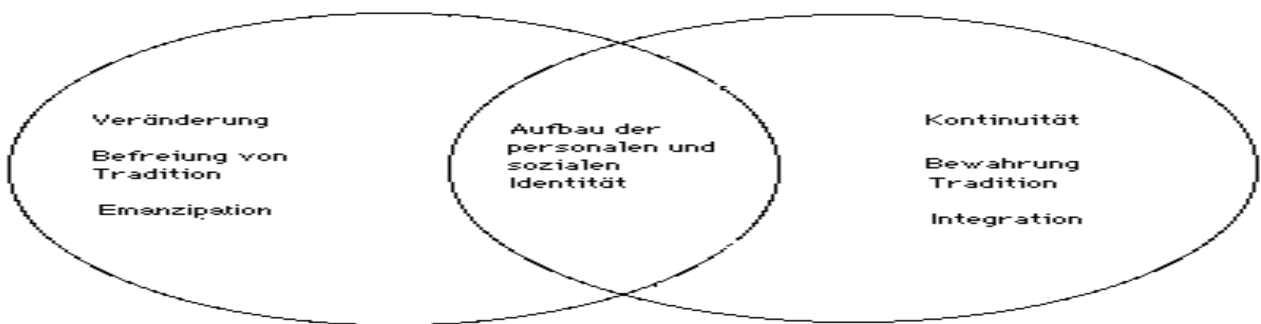 Veränderung
Befreiung von
Tradition
Emanzipation
Aufbau der
personalen und
sozialen
Identität
Kontinuität
Bewahrung
Tradition
Integration